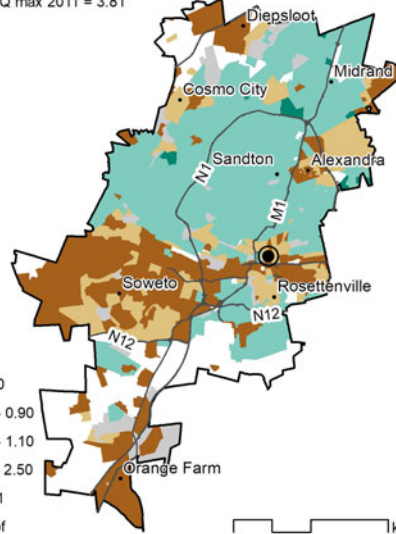 Q max 2011 = 3.81
Diepsloot
Midrand
Cosmo City
Sandton
Alexandra
N1
M1
Soweto
Rosettenville
N12
N12
0
0.90
1.10
2.50
Orange Farm